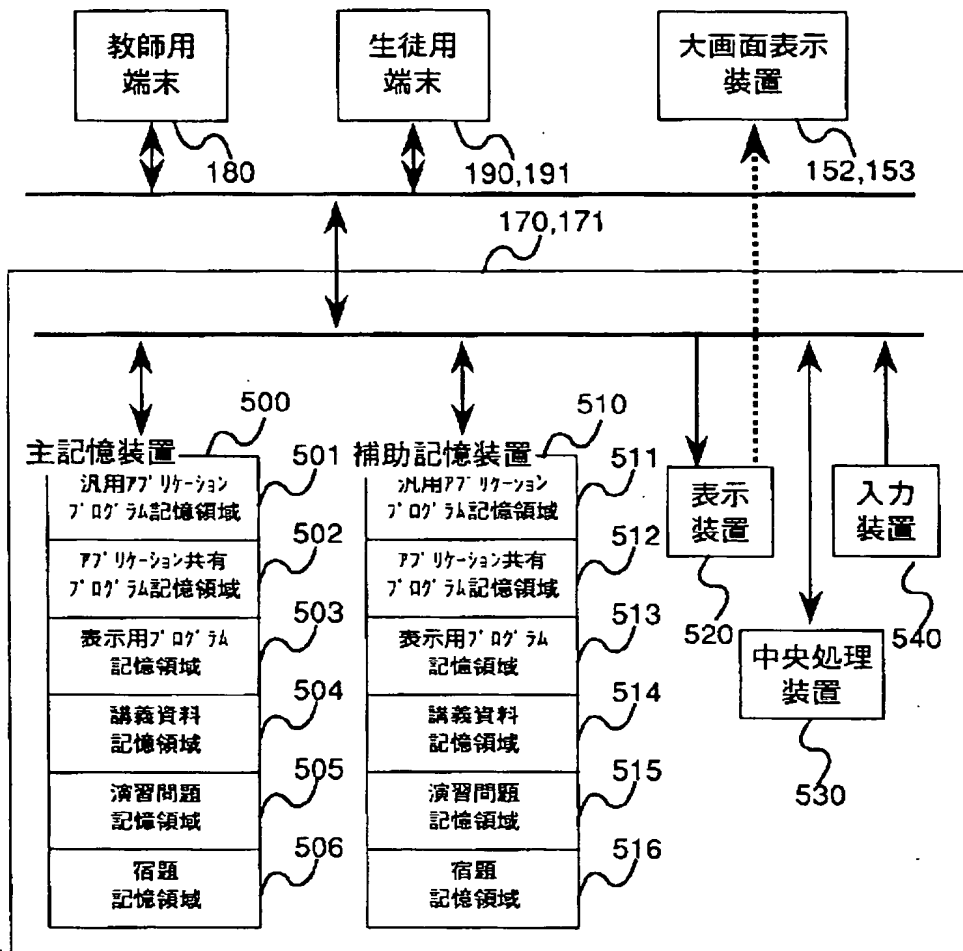 教師用
端末
生徒用
端末
大画面表示
装置
180
190,191
152,153
170,171
500
510
主記憶装置
501
汎用アプリケーション
プログラム記憶領域
502
アプリケーション共有
プログラム記憶領域
503
表示用プログラム
記憶領域
504
講義資料
記憶領域
505
演習問題
記憶領域
506
宿題
記憶領域
補助記憶装置
511
汎用アプリケーション
プログラム記憶領域
512
アプリケーション共有
プログラム記憶領域
513
表示用プログラム
記憶領域
514
講義資料
記憶領域
515
演習問題
記憶領域
516
宿題
記憶領域
表示
装置
520
入力
装置
540
中央処理
装置
530